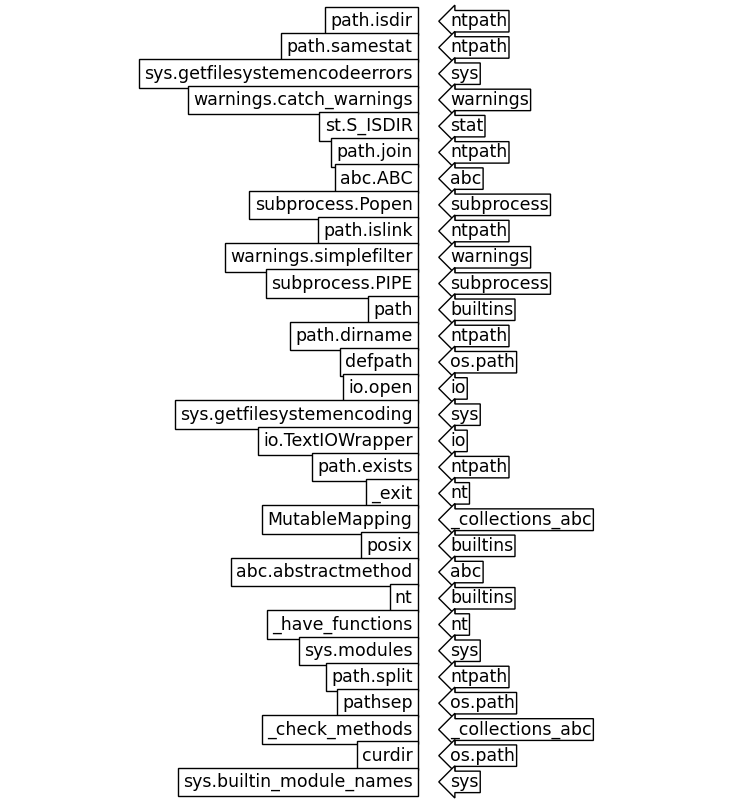 path.isdir ntpath
path.samestat ntpath
sys.getfilesystemencodeerrors sys
warnings.catch_warnings warnings
st.S_ISDIR stat
path.join ntpath
abc.ABC abc
subprocess.Popen subprocess
path.islink ntpath
warnings.simplefilter warnings
subprocess.PIPE subprocess
path builtins
path.dirname ntpath
defpath os.path
io.open io
sys.getfilesystemencoding sys
io.TextIOWrapper io
path.exists ntpath
_exit nt
MutableMapping _collections_abc
posix builtins
abc.abstractmethod abc
nt builtins
_have_functions nt
sys.modules sys
path.split ntpath
pathsep os.path
_check_methods _collections_abc
curdir os.path
sys.builtin_module_names sys